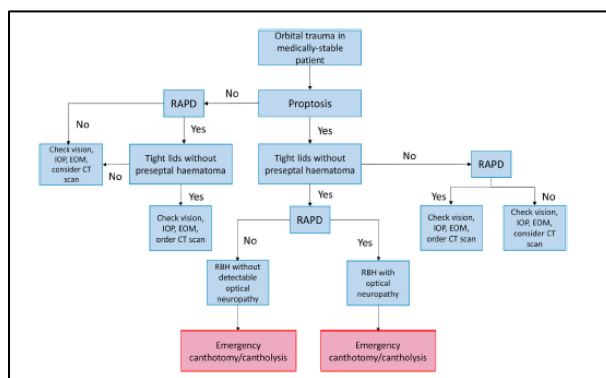 Orbital trauma in
medically-stable
patient
RAPD
No
Proptosis
No
Yes
Yes
Check vision,
IOP, EOM,
consider CT
scan
No
Tight lids without
preseptal haematoma
Tight lids without
preseptal haematoma
No
RAPD
Yes
Yes
Yes
No
Check vision,
IOP, EOM,
order CT scan
RAPD
Check vision,
IOP, EOM,
order CT scan
Check vision,
IOP, EOM,
consider CT
scan
No
Yes
RBH without
detectable
optical
neuropathy
RBH with
optical
neuropathy
Emergency
canthotomy/cantholysis
Emergency
canthotomy/cantholysis